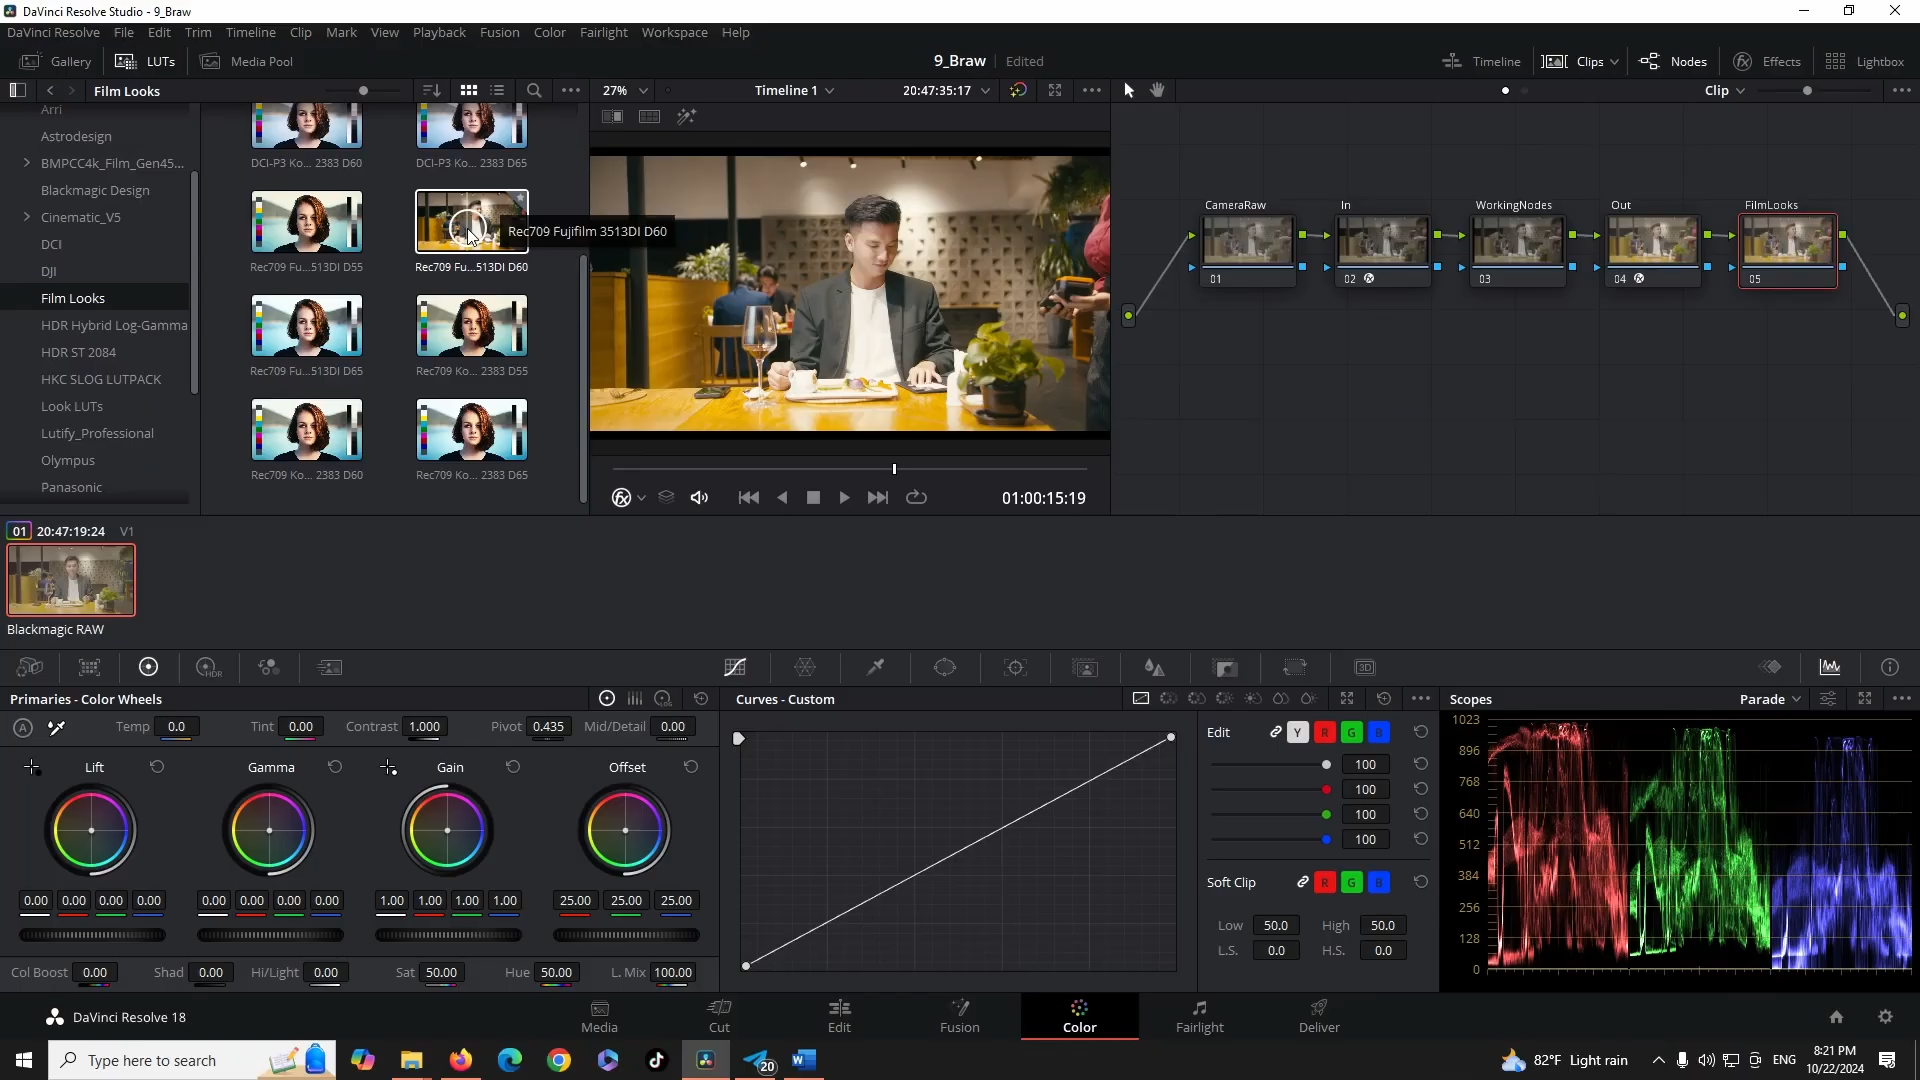 DaVinci Resolve Studio - 9_Braw
DaVinci Resolve File Edit Trim Timeline Clip Mark View Playback Fusion Color Fairlight Workspace Help
Gallery LUTs Media Pool 9_Braw Edited Timeline Clips Nodes Effects Lightbox
Film Looks 27% Timeline 1 20:47:35:17 Clip
Arri
Astrodesign
BMPCC4k_Film_Gen45...
Blackmagic Design
Cinematic_V5
DCI
DJI
Film Looks
HDR Hybrid Log-Gamma
HDR ST 2084
HKC SLOG LUTPACK
Look LUTs
Lutify_Professional
Olympus
Panasonic
DCI-P3 Ko... 2383 D60 DCI-P3 Ko... 2383 D65
Rec709 Fujifilm 3513DI D60
Rec709 Fu...513DI D55 Rec709 Fu...513DI D60
Rec709 Fu...513DI D65 Rec709 Ko... 2383 D55
Rec709 Ko... 2383 D60 Rec709 Ko... 2383 D65
01:00:15:19
CameraRaw In WorkingNodes Out FilmLooks
01 02 03 04 05
01 20:47:19:24 V1
Blackmagic RAW
HDR
LOG
3D
Primaries - Color Wheels
A Temp 0.0 Tint 0.00 Contrast 1.000 Pivot 0.435 Mid/Detail 0.00
Lift Gamma Gain Offset
0.00 0.00 0.00 0.00 0.00 0.00 0.00 0.00 1.00 1.00 1.00 1.00 25.00 25.00 25.00
Col Boost 0.00 Shad 0.00 Hi/Light 0.00 Sat 50.00 Hue 50.00 L. Mix 100.00
Curves - Custom
Edit Y R G B
100
100
100
100
Soft Clip R G B
Low 50.0 High 50.0
L.S. 0.0 H.S. 0.0
Scopes Parade
1023
896
768
640
512
384
256
128
0
DaVinci Resolve 18
Media Cut Edit Fusion Color Fairlight Deliver
Type here to search
20
W
82°F Light rain
ENG
8:21 PM
10/22/2024